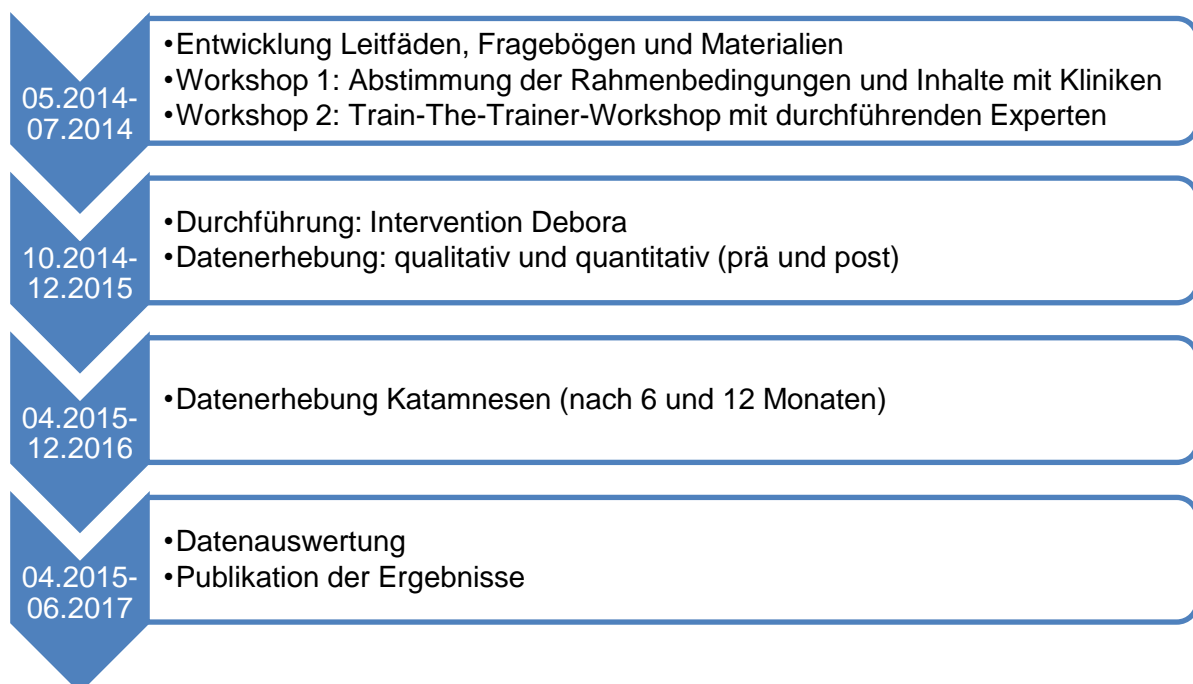 05.2014-
07.2014
•Entwicklung Leitfäden, Fragebögen und Materialien
•Workshop 1: Abstimmung der Rahmenbedingungen und Inhalte mit Kliniken
•Workshop 2: Train-The-Trainer-Workshop mit durchführenden Experten
10.2014-
12.2015
•Durchführung: Intervention Debora
•Datenerhebung: qualitativ und quantitativ (prä und post)
04.2015-
12.2016
•Datenerhebung Katamnesen (nach 6 und 12 Monaten)
04.2015-
06.2017
•Datenauswertung
•Publikation der Ergebnisse